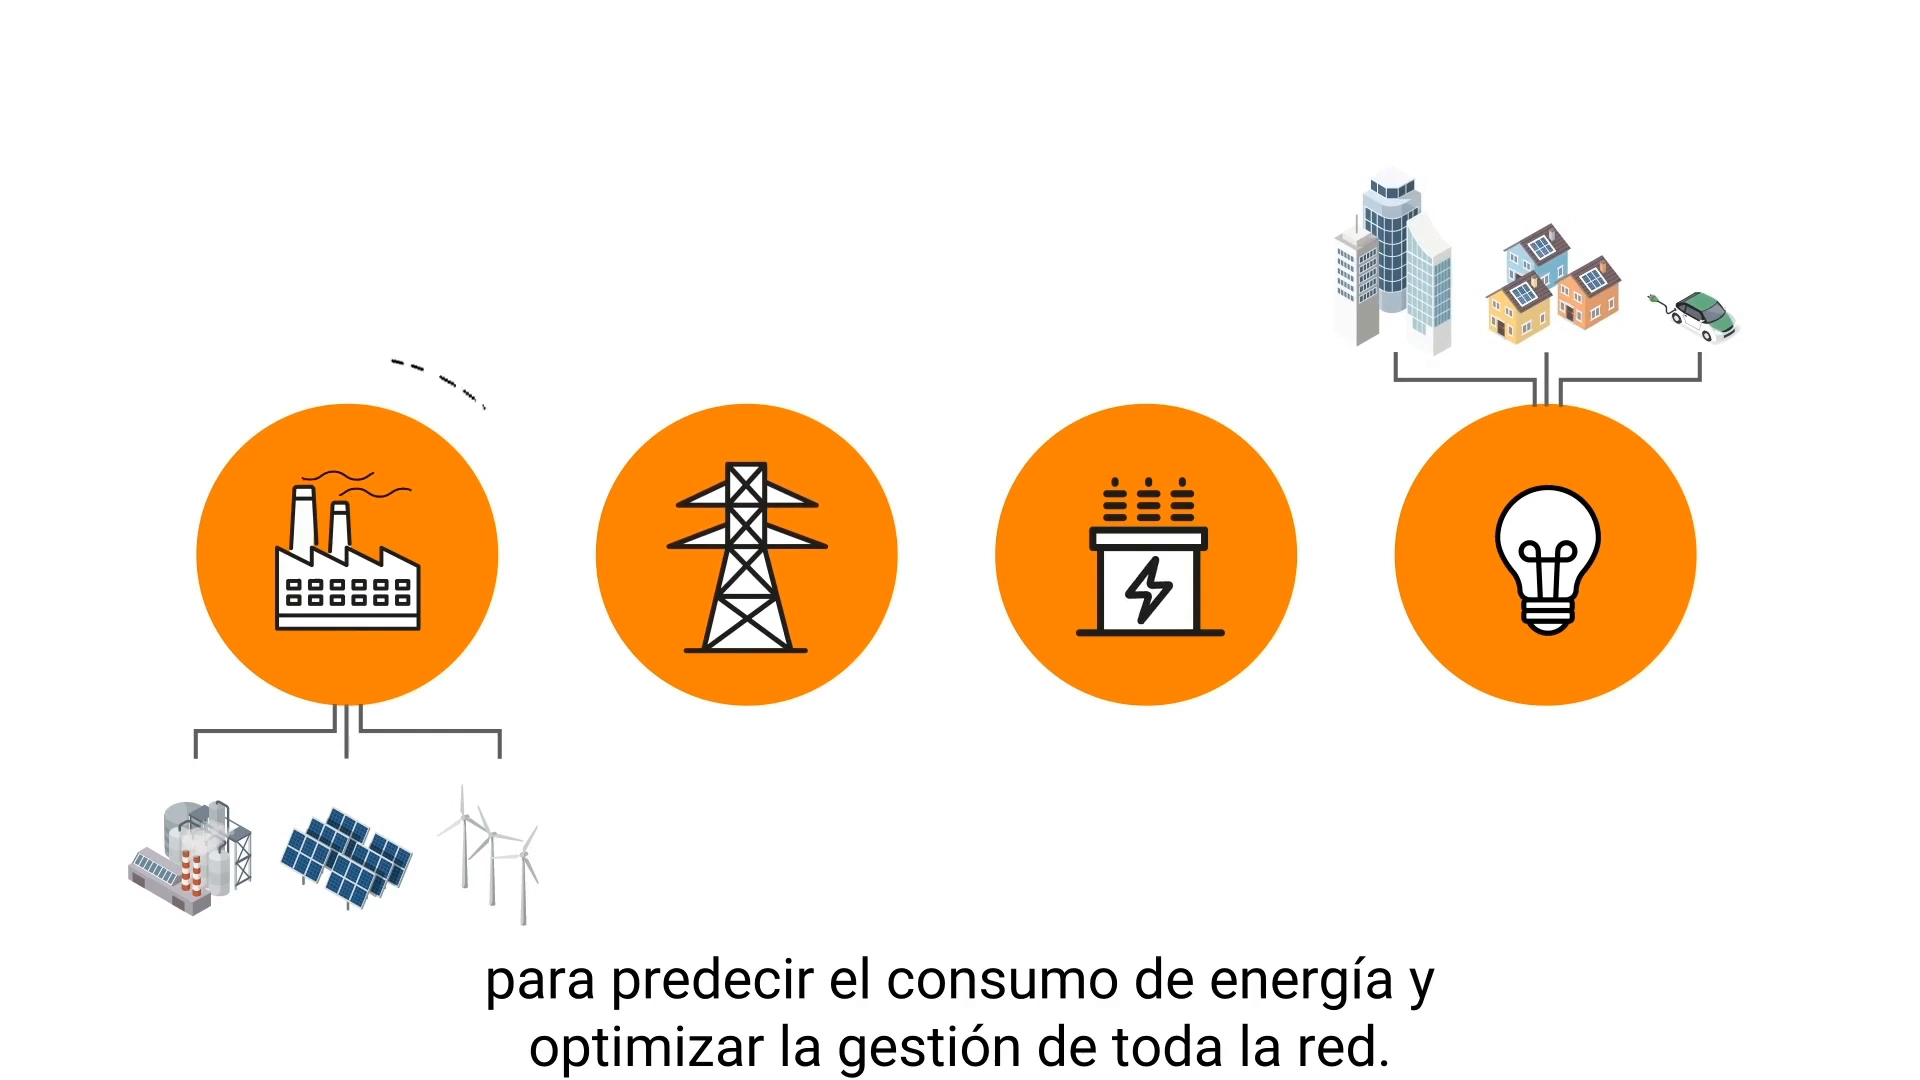 para predecir el consumo de energía y
optimizar la gestión de toda la red.